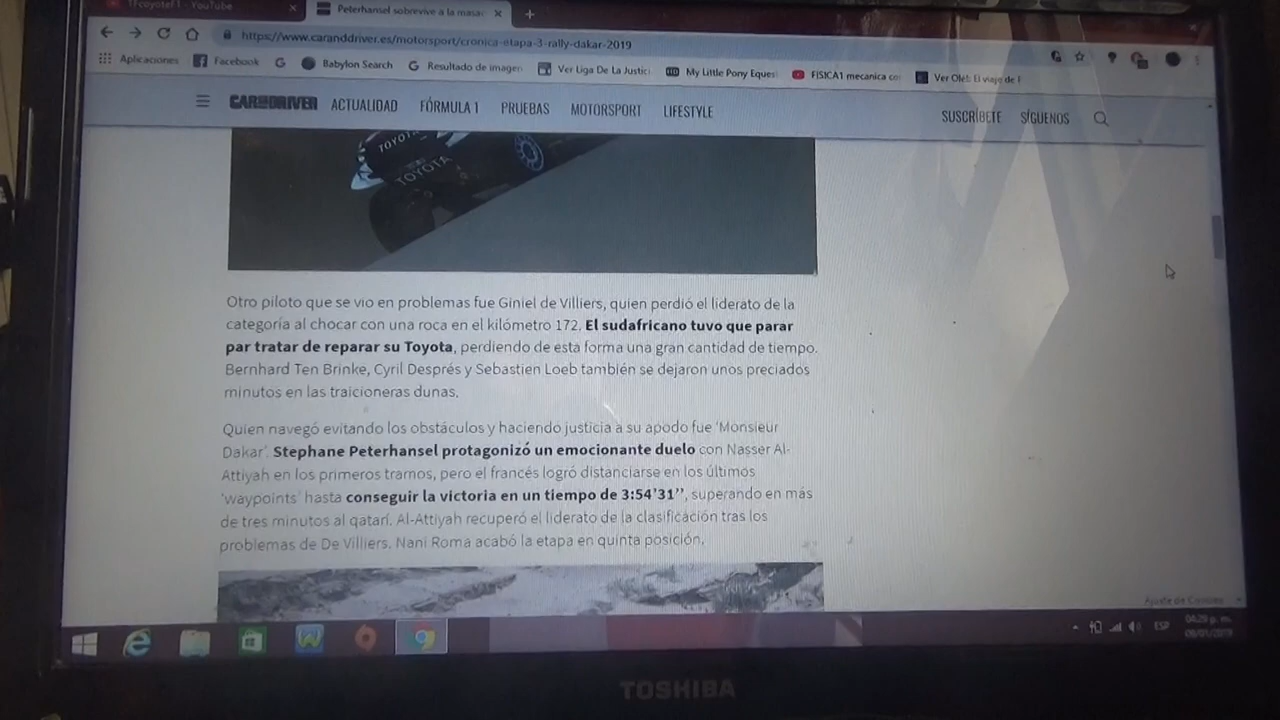 YouTube
Peterhansel sobrevive a la masa
https://www.caranddriver.es/motorsport/cronica-etapa-3-rally-dakar-2019
Aplicaciones Facebook Babylon Search Resultado de imagen Ver Liga De La Justici My Little Pony Equest FISICA1 mecanica co Ver Ole! El viaje de
CAR AND DRIVER ACTUALIDAD FÓRMULA 1 PRUEBAS MOTORSPORT LIFESTYLE SUSCRÍBETE SÍGUENOS
TOYOTA
TOYOTA
Otro piloto que se vio en problemas fue Giniel de Villiers, quien perdió el liderato de la
categoría al chocar con una roca en el kilómetro 172. El sudafricano tuvo que parar
par tratar de reparar su Toyota, perdiendo de esta forma una gran cantidad de tiempo.
Bernhard Ten Brinke, Cyril Després y Sebastien Loeb también se dejaron unos preciados
minutos en las traicioneras dunas.
Quien navegó evitando los obstáculos y haciendo justicia a su apodo fue 'Monsieur
Dakar'. Stephane Peterhansel protagonizó un emocionante duelo con Nasser Al-
Attiyah en los primeros tramos, pero el francés logró distanciarse en los últimos
'waypoints' hasta conseguir la victoria en un tiempo de 3:54'31'', superando en más
de tres minutos al qatarí. Al-Attiyah recuperó el liderato de la clasificación tras los
problemas de De Villiers. Nani Roma acabó la etapa en quinta posición.
ESP
TOSHIBA